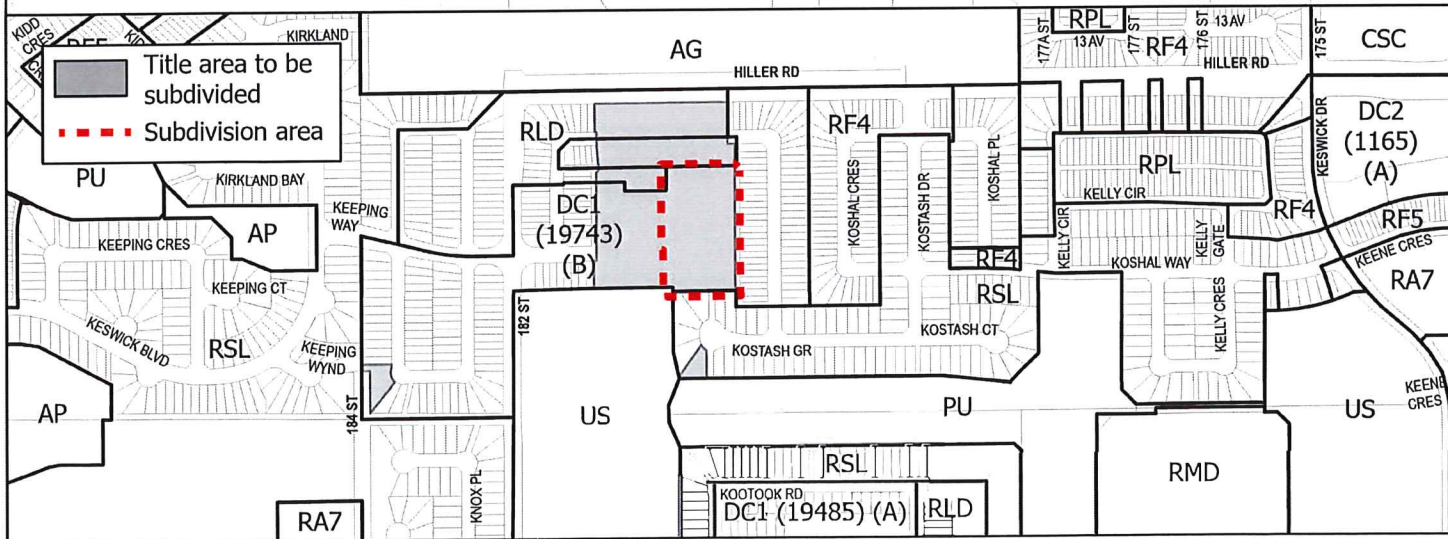 KIDD
CRES
KIRKLAND
Title area to be
subdivided
Subdivision area
AG
HILLER RD
177A ST
RPL
13 AV
177 ST
176 ST
13 AV
RF4
HILLER RD
175 ST
CSC
PU
KIRKLAND BAY
RLD
RF4
KOSHAL CRES
KOSTASH DR
KOSHAL PL
RPL
KELLY CIR
KESWICK DR
DC2
(1165)
(A)
AP
KEEPING
WAY
KEEPING CRES
KEEPING CT
DC1
(19743)
(B)
RF4
KELLY CIR
KOSHAL WAY
KELLY
GATE
RF4
RF5
KEENE CRES
RA7
182 ST
RSL
KELLY CRES
KESWICK BLVD
RSL
KEEPING
WYND
KOSTASH CT
KOSTASH GR
AP
184 ST
US
PU
US
KEENE
CRES
KNOX PL
RSL
RMD
KOOTOOK RD
DC1 (19485) (A)
RLD
RA7